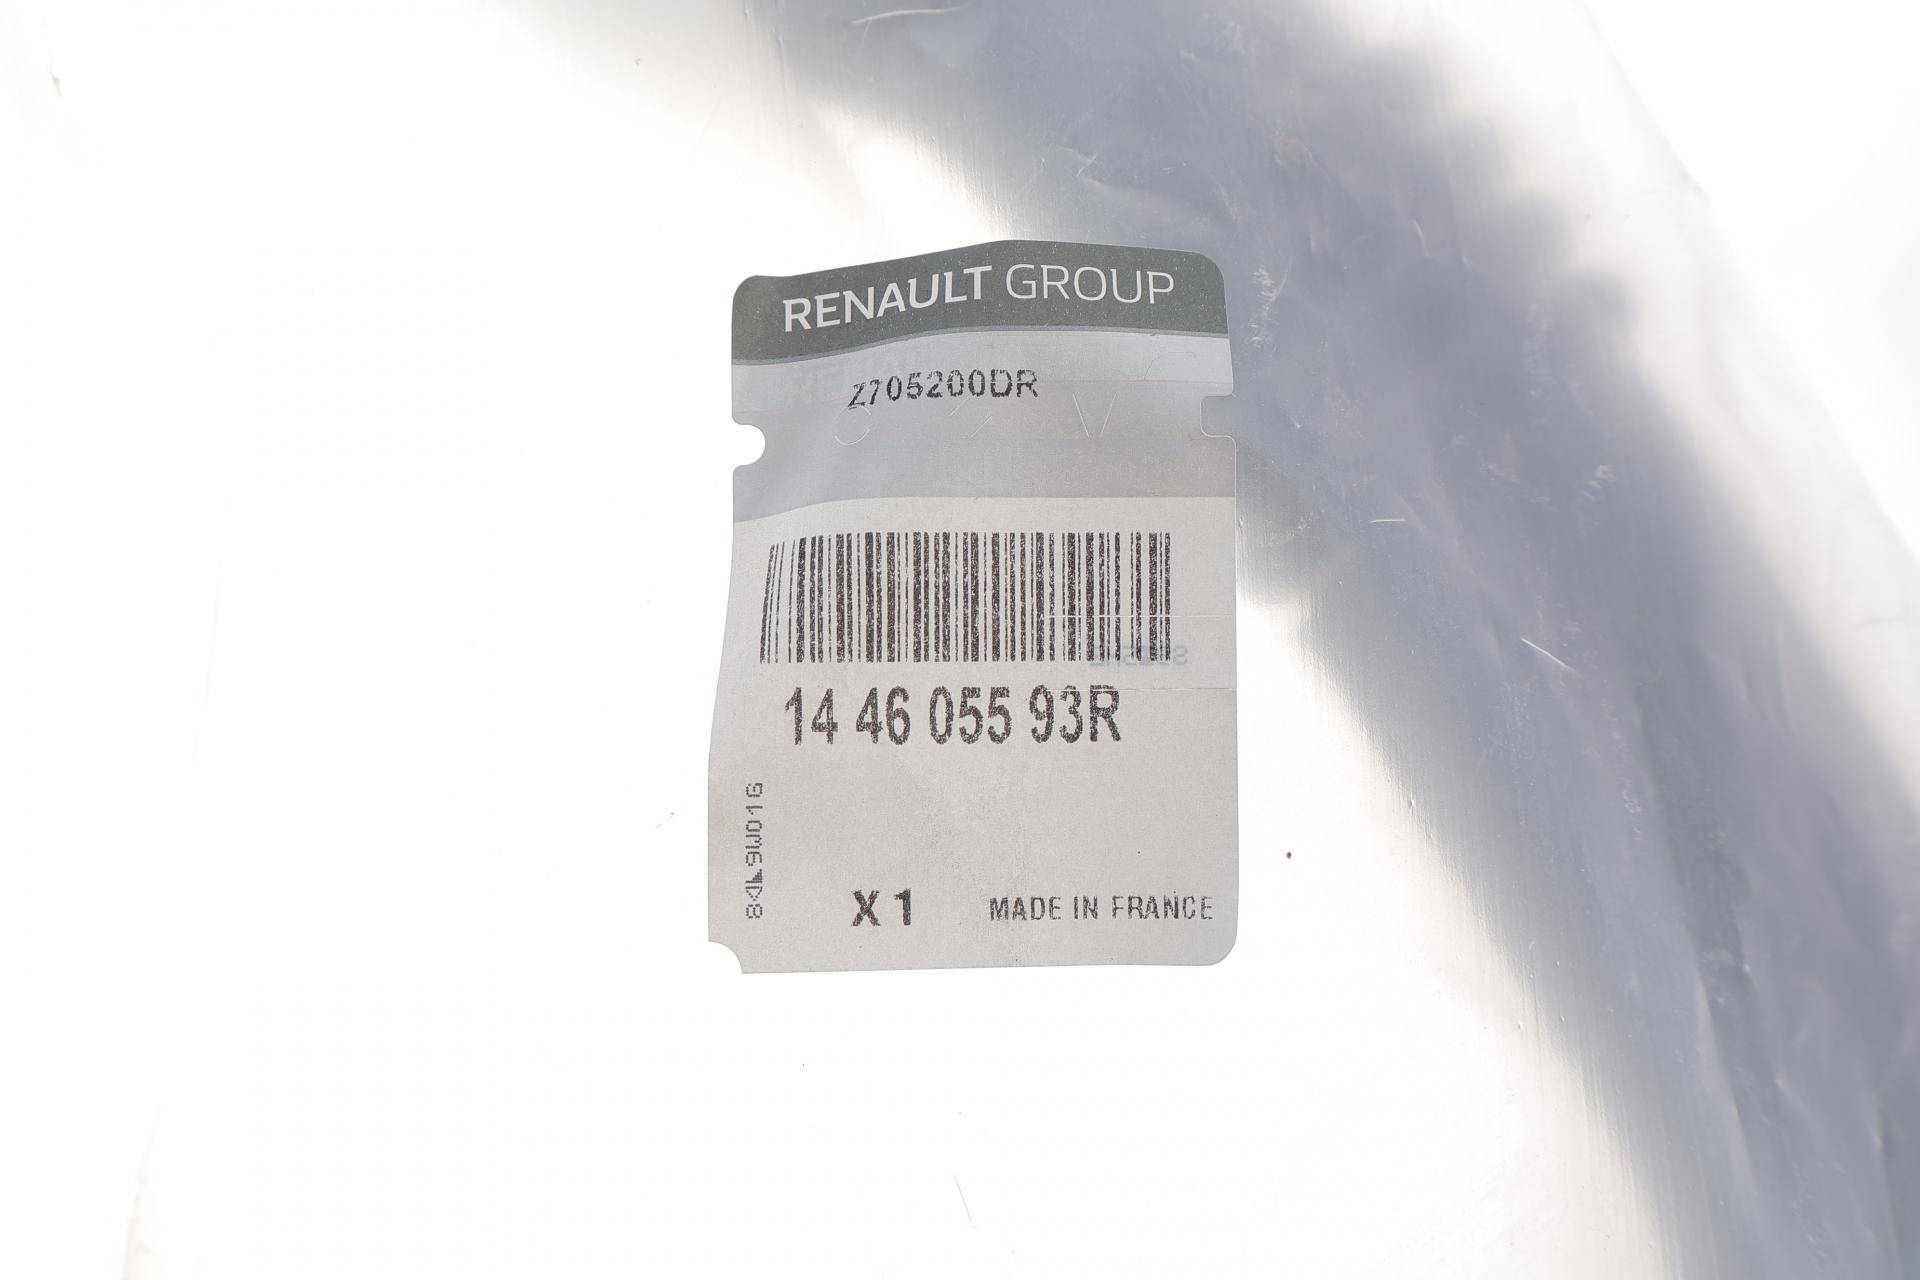 RENAULT GROUP
Z705200DR
14 46 055 93R
X 1
MADE IN FRANCE